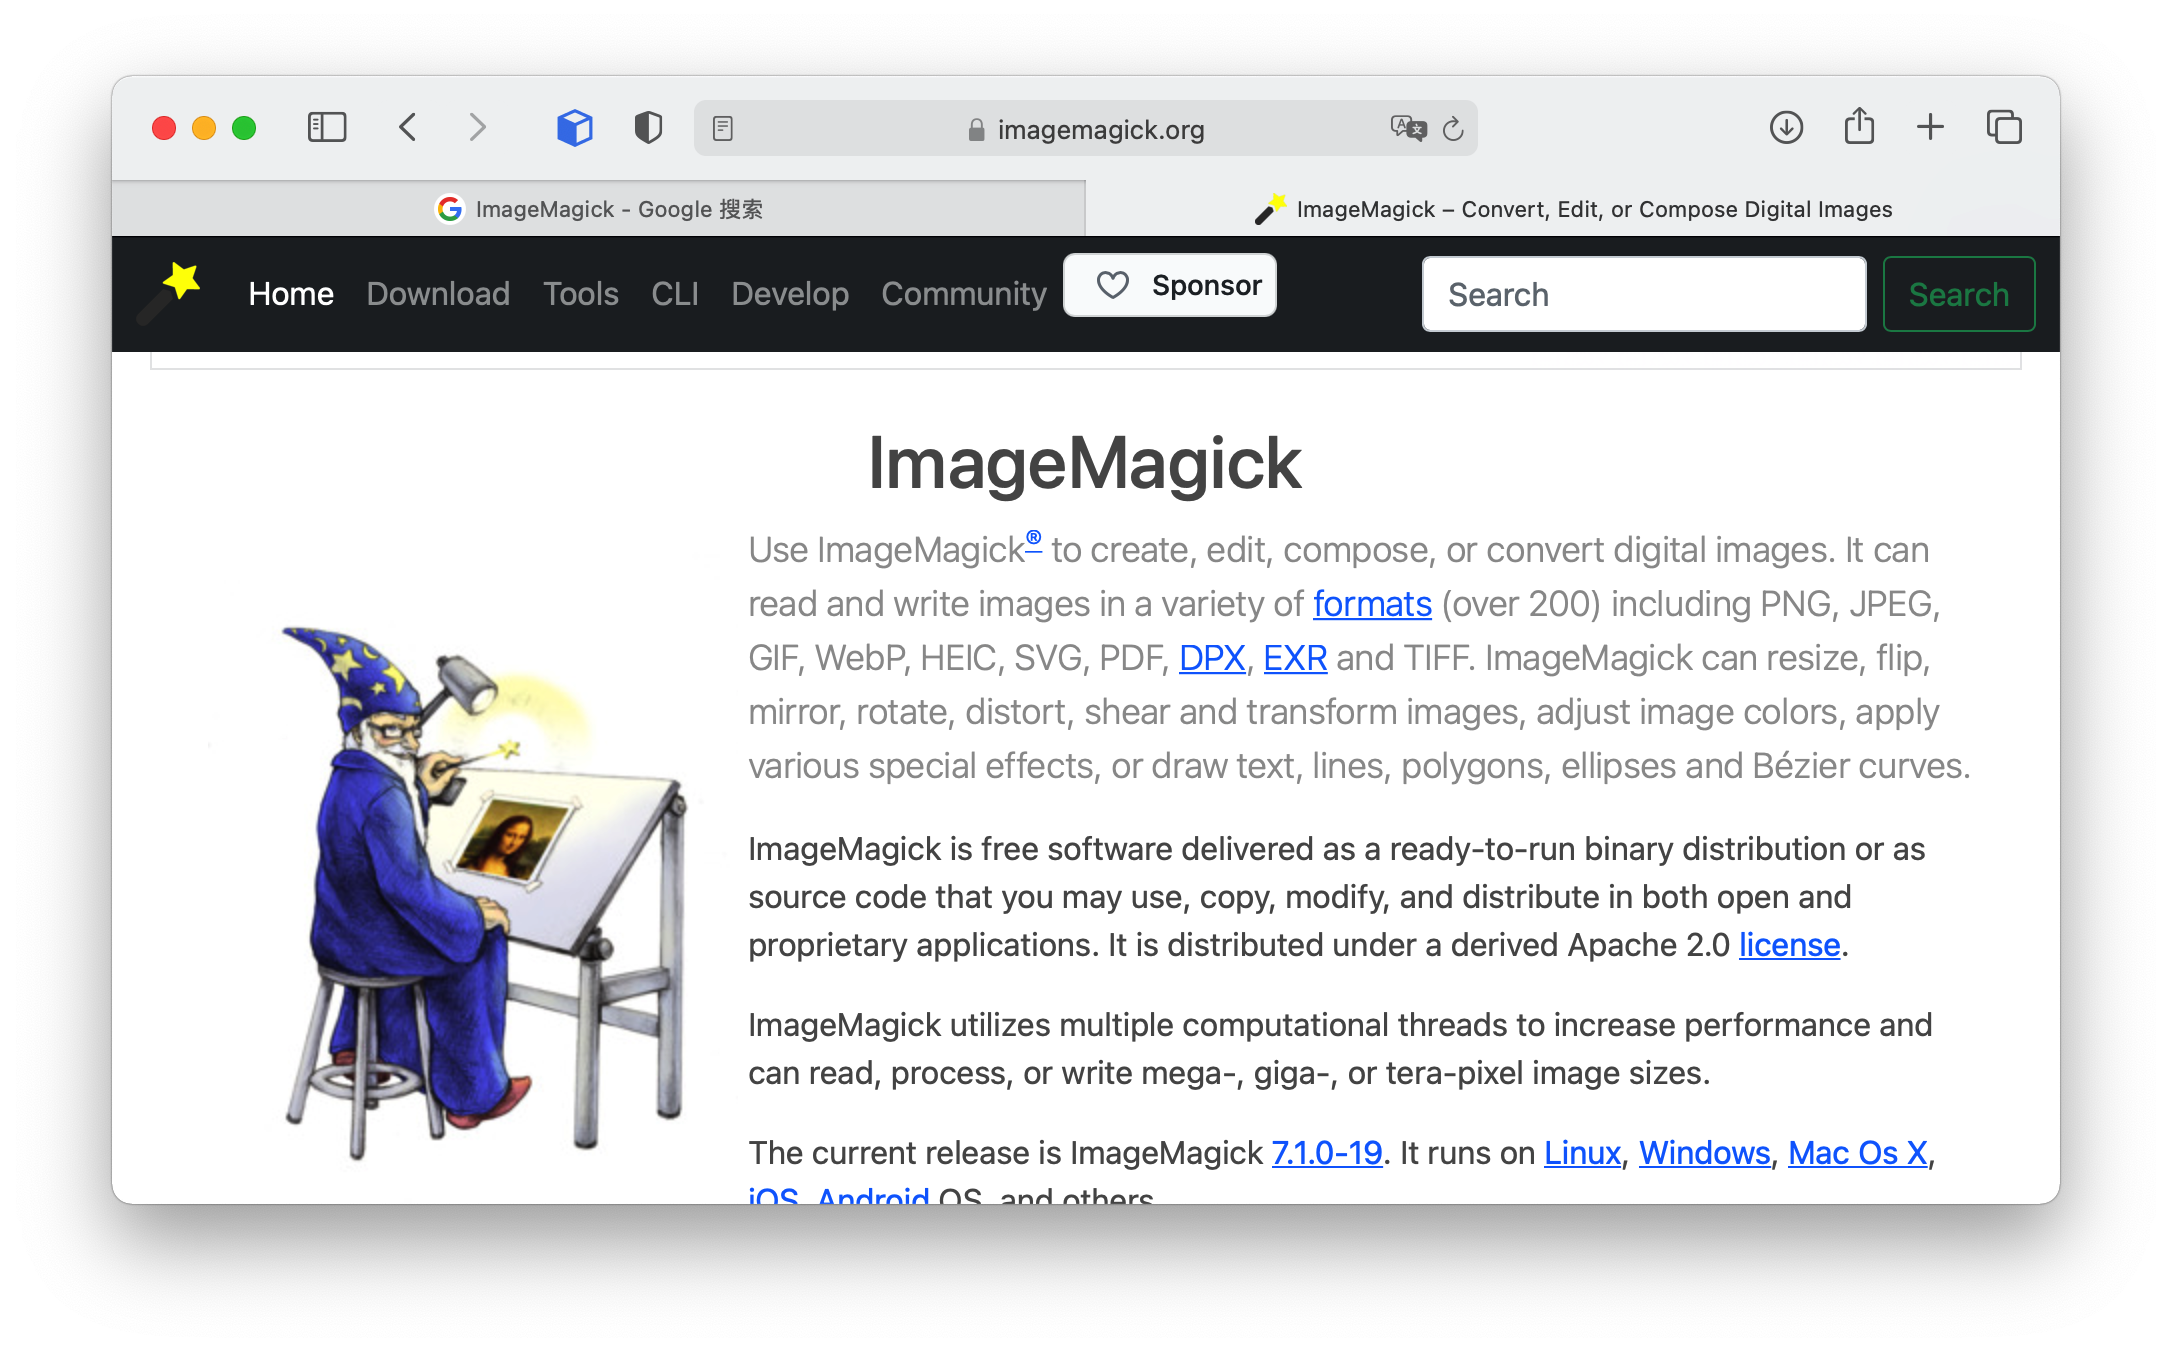 imagemagick.org
ImageMagick - Google 搜索
ImageMagick – Convert, Edit, or Compose Digital Images
Home Download Tools CLI Develop Community Sponsor Search Search
ImageMagick
Use ImageMagick® to create, edit, compose, or convert digital images. It can
read and write images in a variety of formats (over 200) including PNG, JPEG,
GIF, WebP, HEIC, SVG, PDF, DPX, EXR and TIFF. ImageMagick can resize, flip,
mirror, rotate, distort, shear and transform images, adjust image colors, apply
various special effects, or draw text, lines, polygons, ellipses and Bézier curves.
ImageMagick is free software delivered as a ready-to-run binary distribution or as
source code that you may use, copy, modify, and distribute in both open and
proprietary applications. It is distributed under a derived Apache 2.0 license.
ImageMagick utilizes multiple computational threads to increase performance and
can read, process, or write mega-, giga-, or tera-pixel image sizes.
The current release is ImageMagick 7.1.0-19. It runs on Linux, Windows, Mac Os X,
iOS, Android OS, and others.